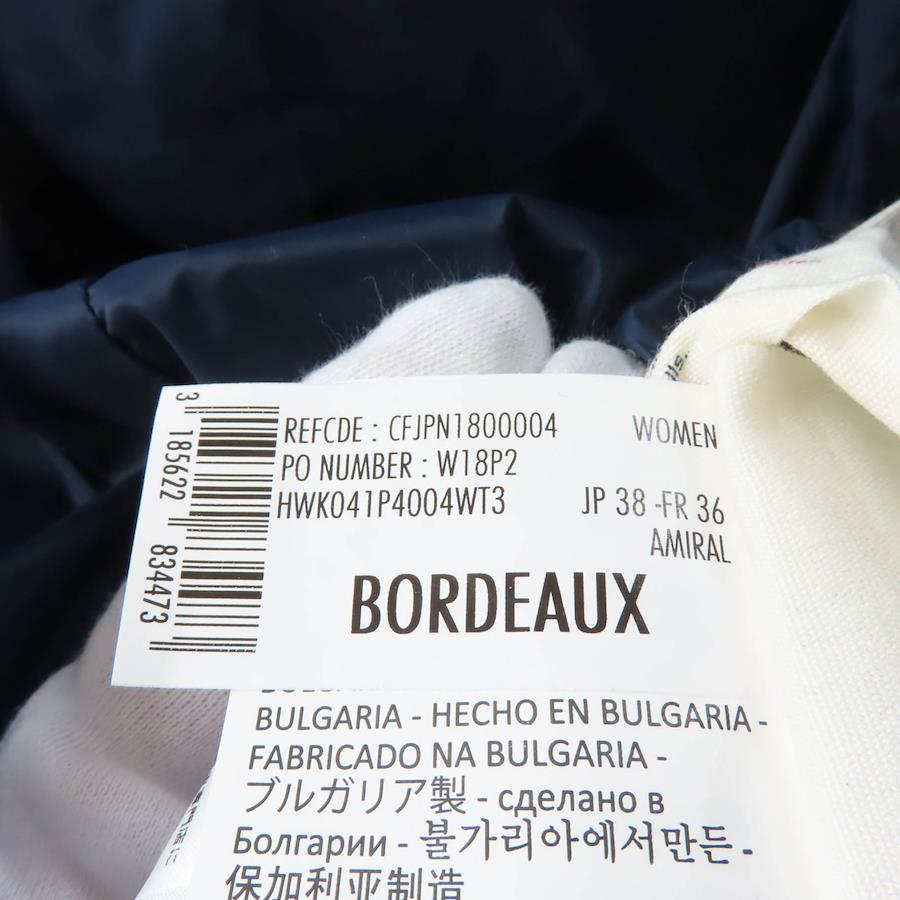 3 185622 834473
REFCDE : CFJPN1800004 WOMEN
PO NUMBER : W18P2
HWK041P4004WT3 JP 38 -FR 36
AMIRAL
BORDEAUX
BULGARIA - HECHO EN BULGARIA -
FABRICADO NA BULGARIA -
ブルガリア製 - сделано в
Болгарии - 불가리아에서만든 -
保加利亚制造